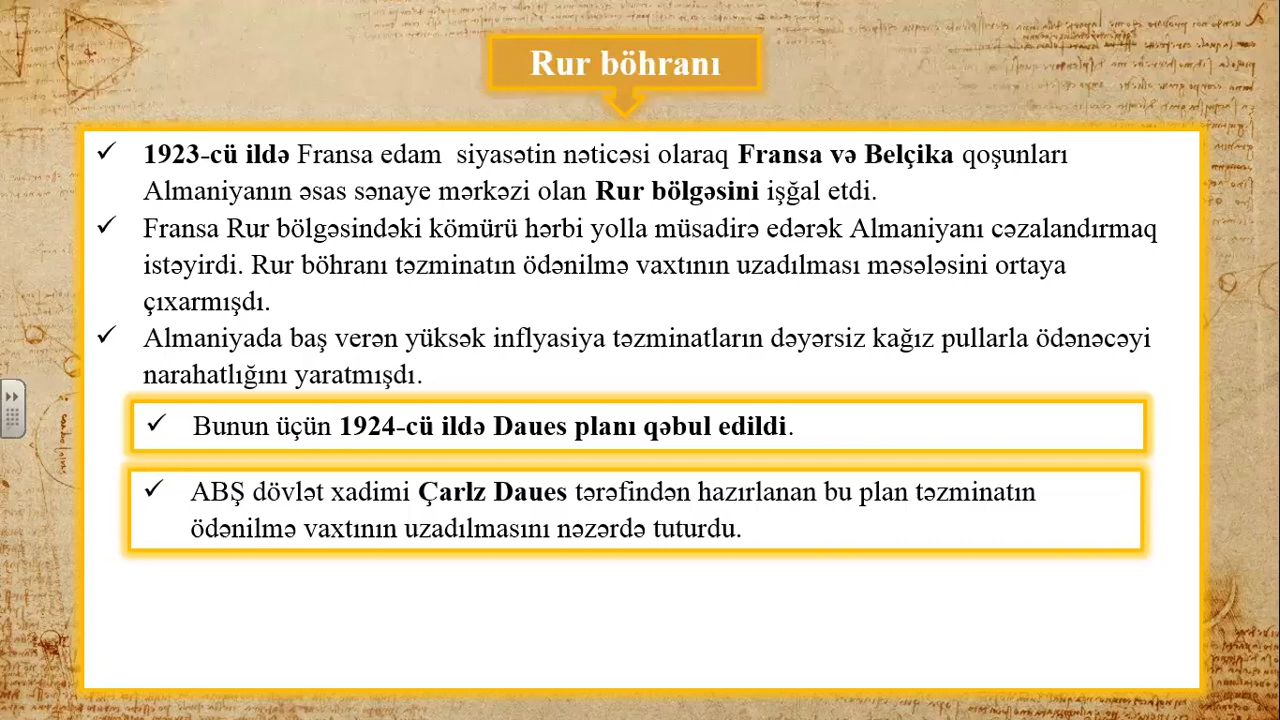 Rur böhranı
✓ 1923-cü ildə Fransa edam siyasətin nəticəsi olaraq Fransa və Belçika qoşunları
Almaniyanın əsas sənaye mərkəzi olan Rur bölgəsini işğal etdi.
✓ Fransa Rur bölgəsindəki kömürü hərbi yolla müsadirə edərək Almaniyanı cəzalandırmaq
istəyirdi. Rur böhranı təzminatın ödənilmə vaxtının uzadılması məsələsini ortaya
çıxarmışdı.
✓ Almaniyada baş verən yüksək inflyasiya təzminatların dəyərsiz kağız pullarla ödənəcəyi
narahatlığını yaratmışdı.
✓ Bunun üçün 1924-cü ildə Daues planı qəbul edildi.
✓ ABŞ dövlət xadimi Çarlz Daues tərəfindən hazırlanan bu plan təzminatın
ödənilmə vaxtının uzadılmasını nəzərdə tuturdu.